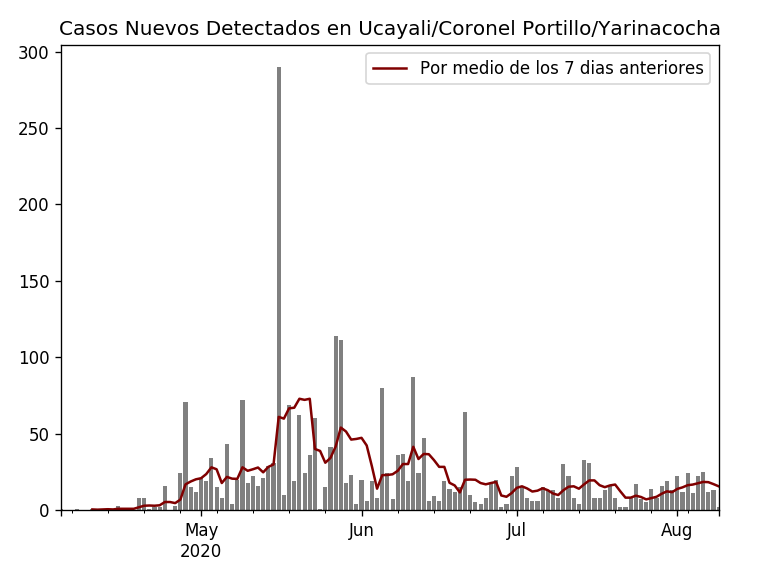 Casos Nuevos Detectados en Ucayali/Coronel Portillo/Yarinacocha
Por medio de los 7 dias anteriores
300
250
200
150
100
50
0
May Jun Jul Aug
2020